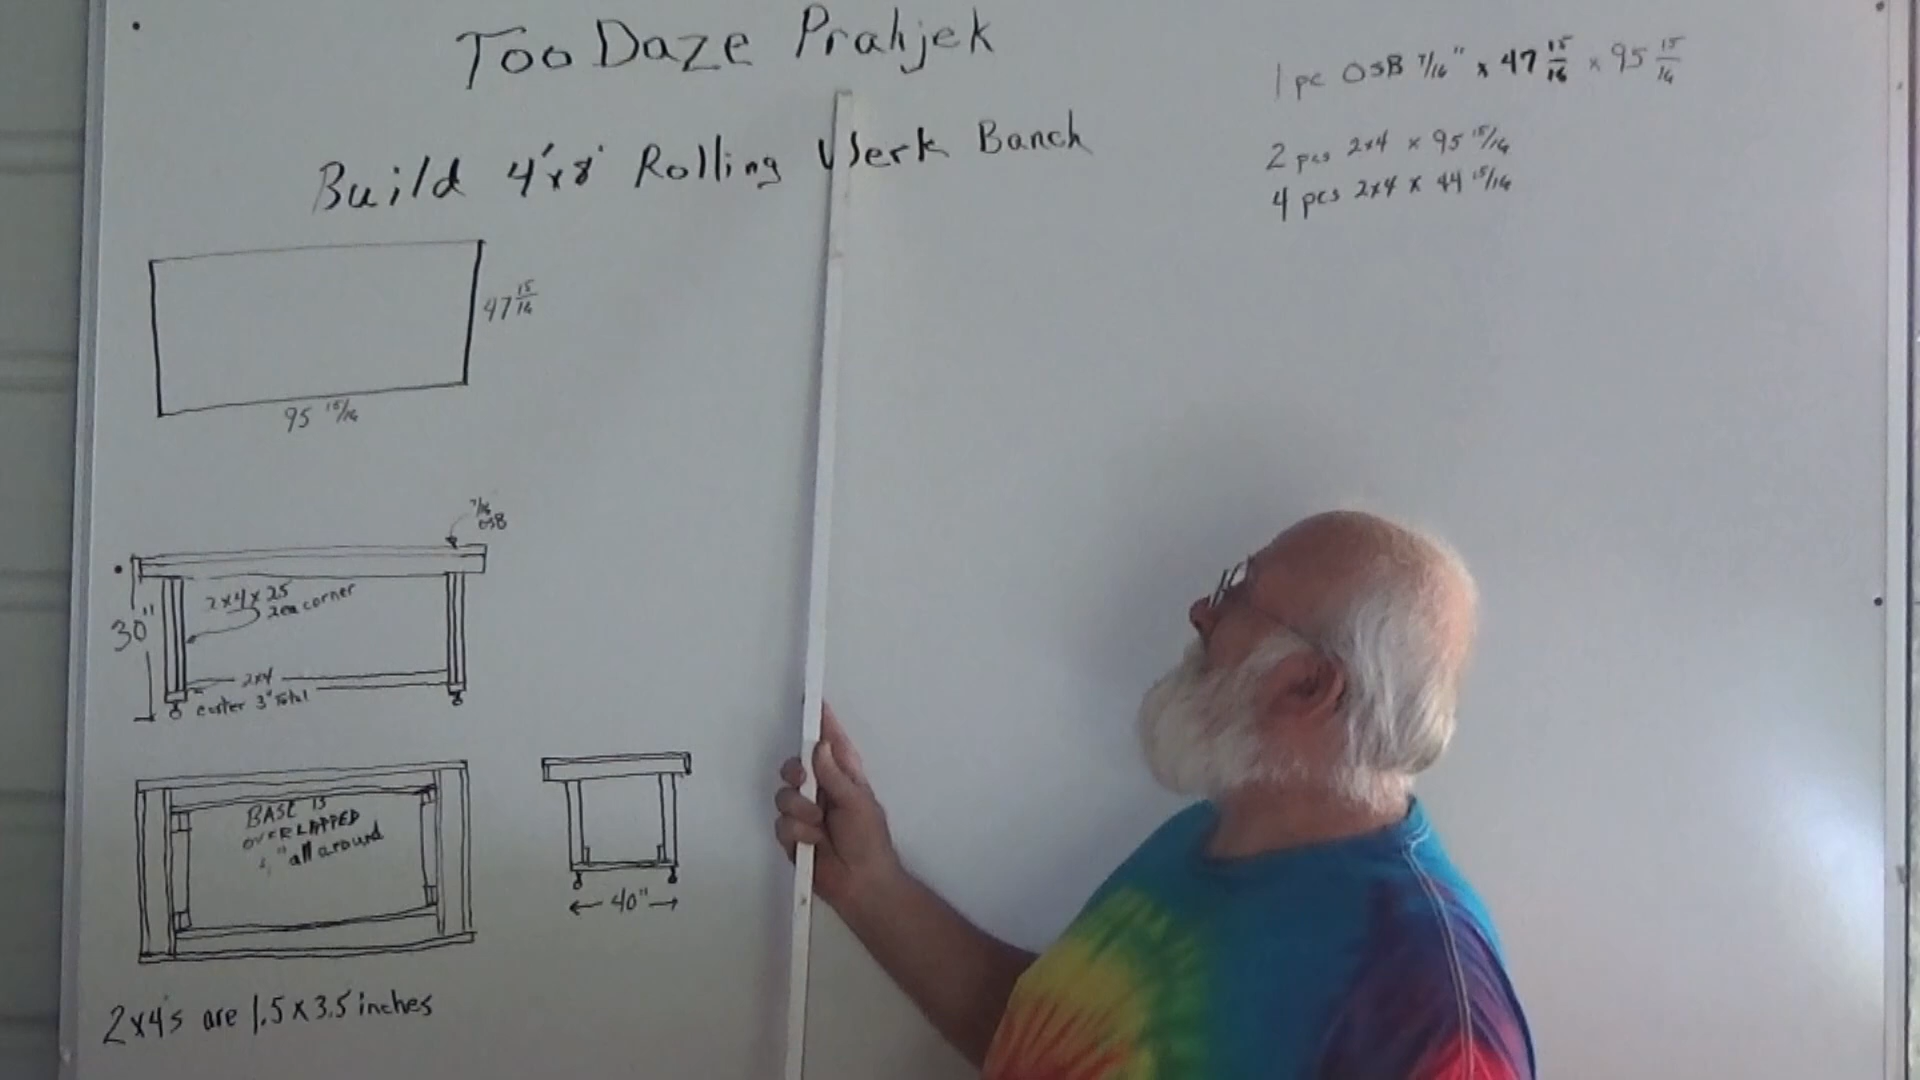 Too Daze Prahjek
Build 4'x8' Rolling Werk Banch
47 15/16
95 15/16
7/16
OSB
2x4x25
2ea corner
30"
2x4
caster 3" Total
BASE IS
OVERLAPPED
4" all around
40"
2x4's are 1.5 x 3.5 inches
1 pc OSB 7/16" x 47 15/16 x 95 15/16
2 pcs 2x4 x 95 15/16
4 pcs 2x4 x 44 15/16